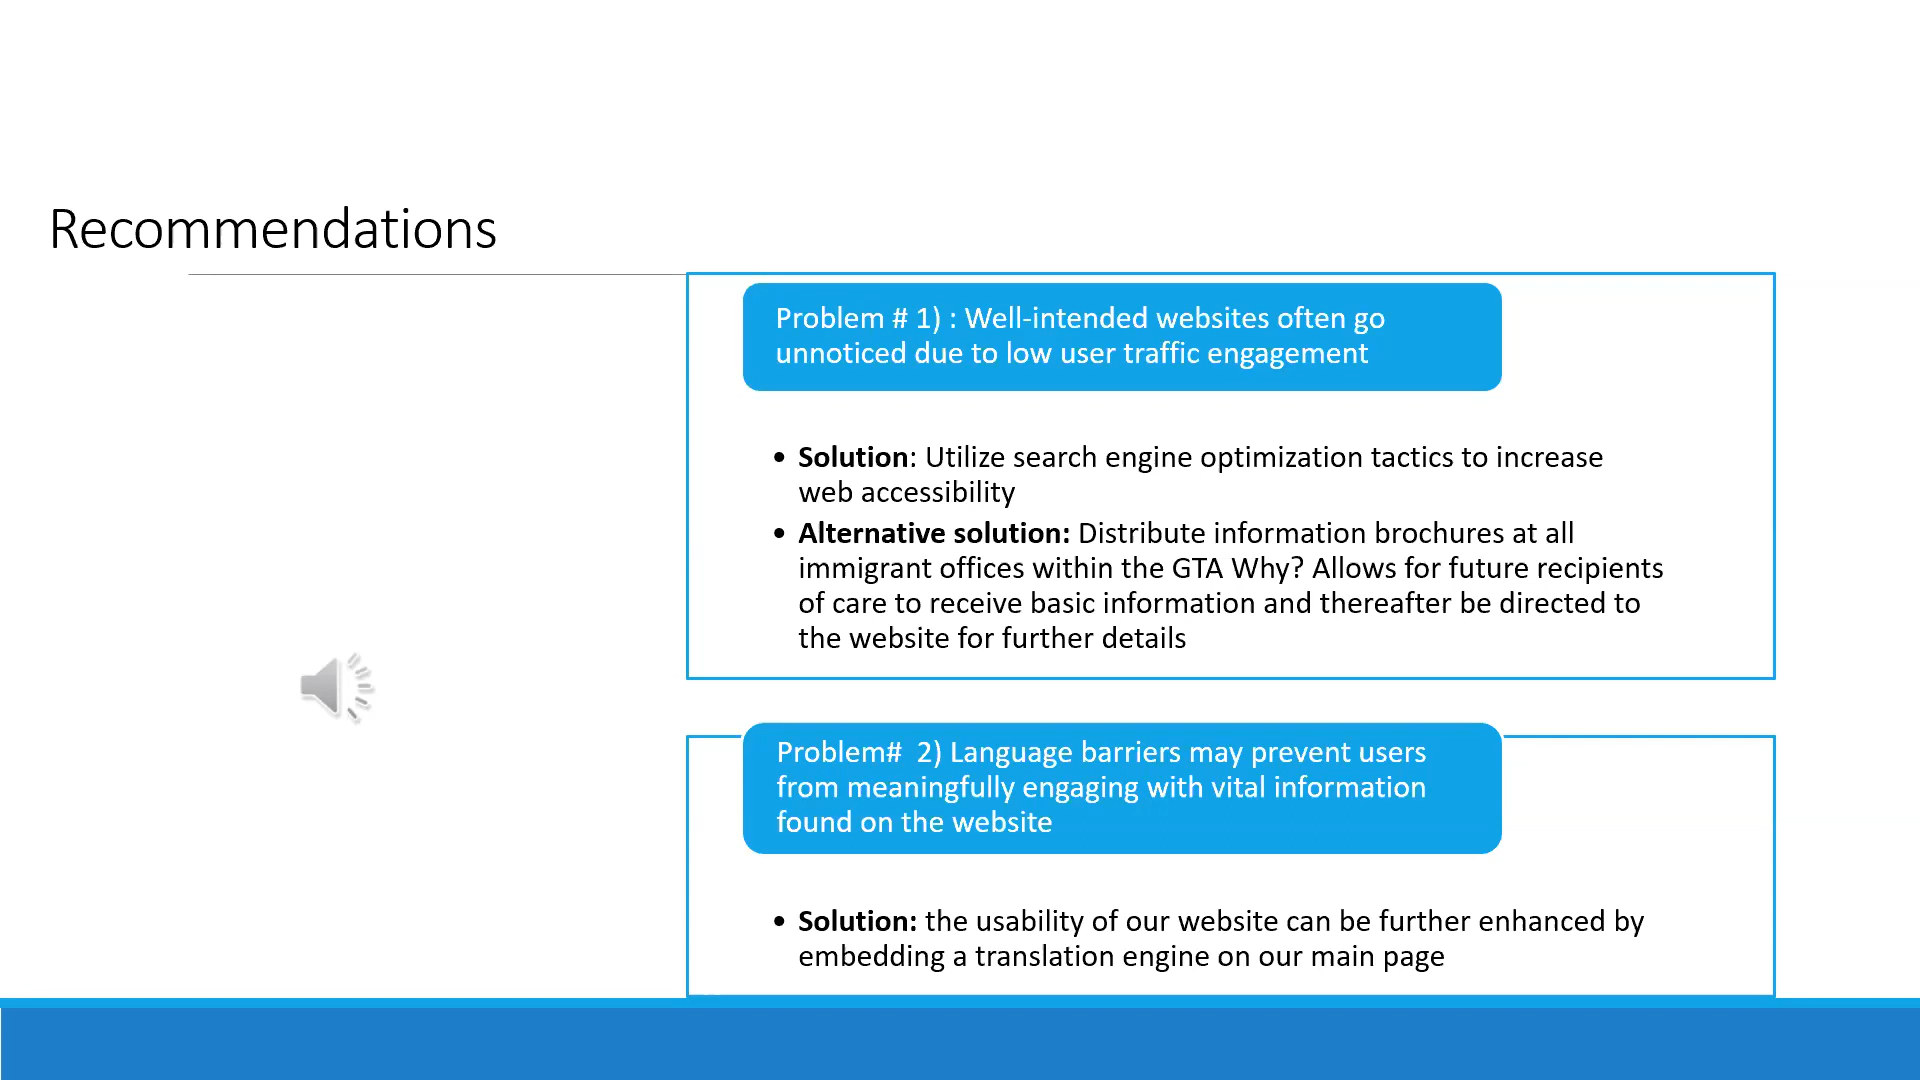 Recommendations
Problem # 1) : Well-intended websites often go
unnoticed due to low user traffic engagement
• Solution: Utilize search engine optimization tactics to increase
web accessibility
• Alternative solution: Distribute information brochures at all
immigrant offices within the GTA Why? Allows for future recipients
of care to receive basic information and thereafter be directed to
the website for further details
Problem#  2) Language barriers may prevent users
from meaningfully engaging with vital information
found on the website
• Solution: the usability of our website can be further enhanced by
embedding a translation engine on our main page